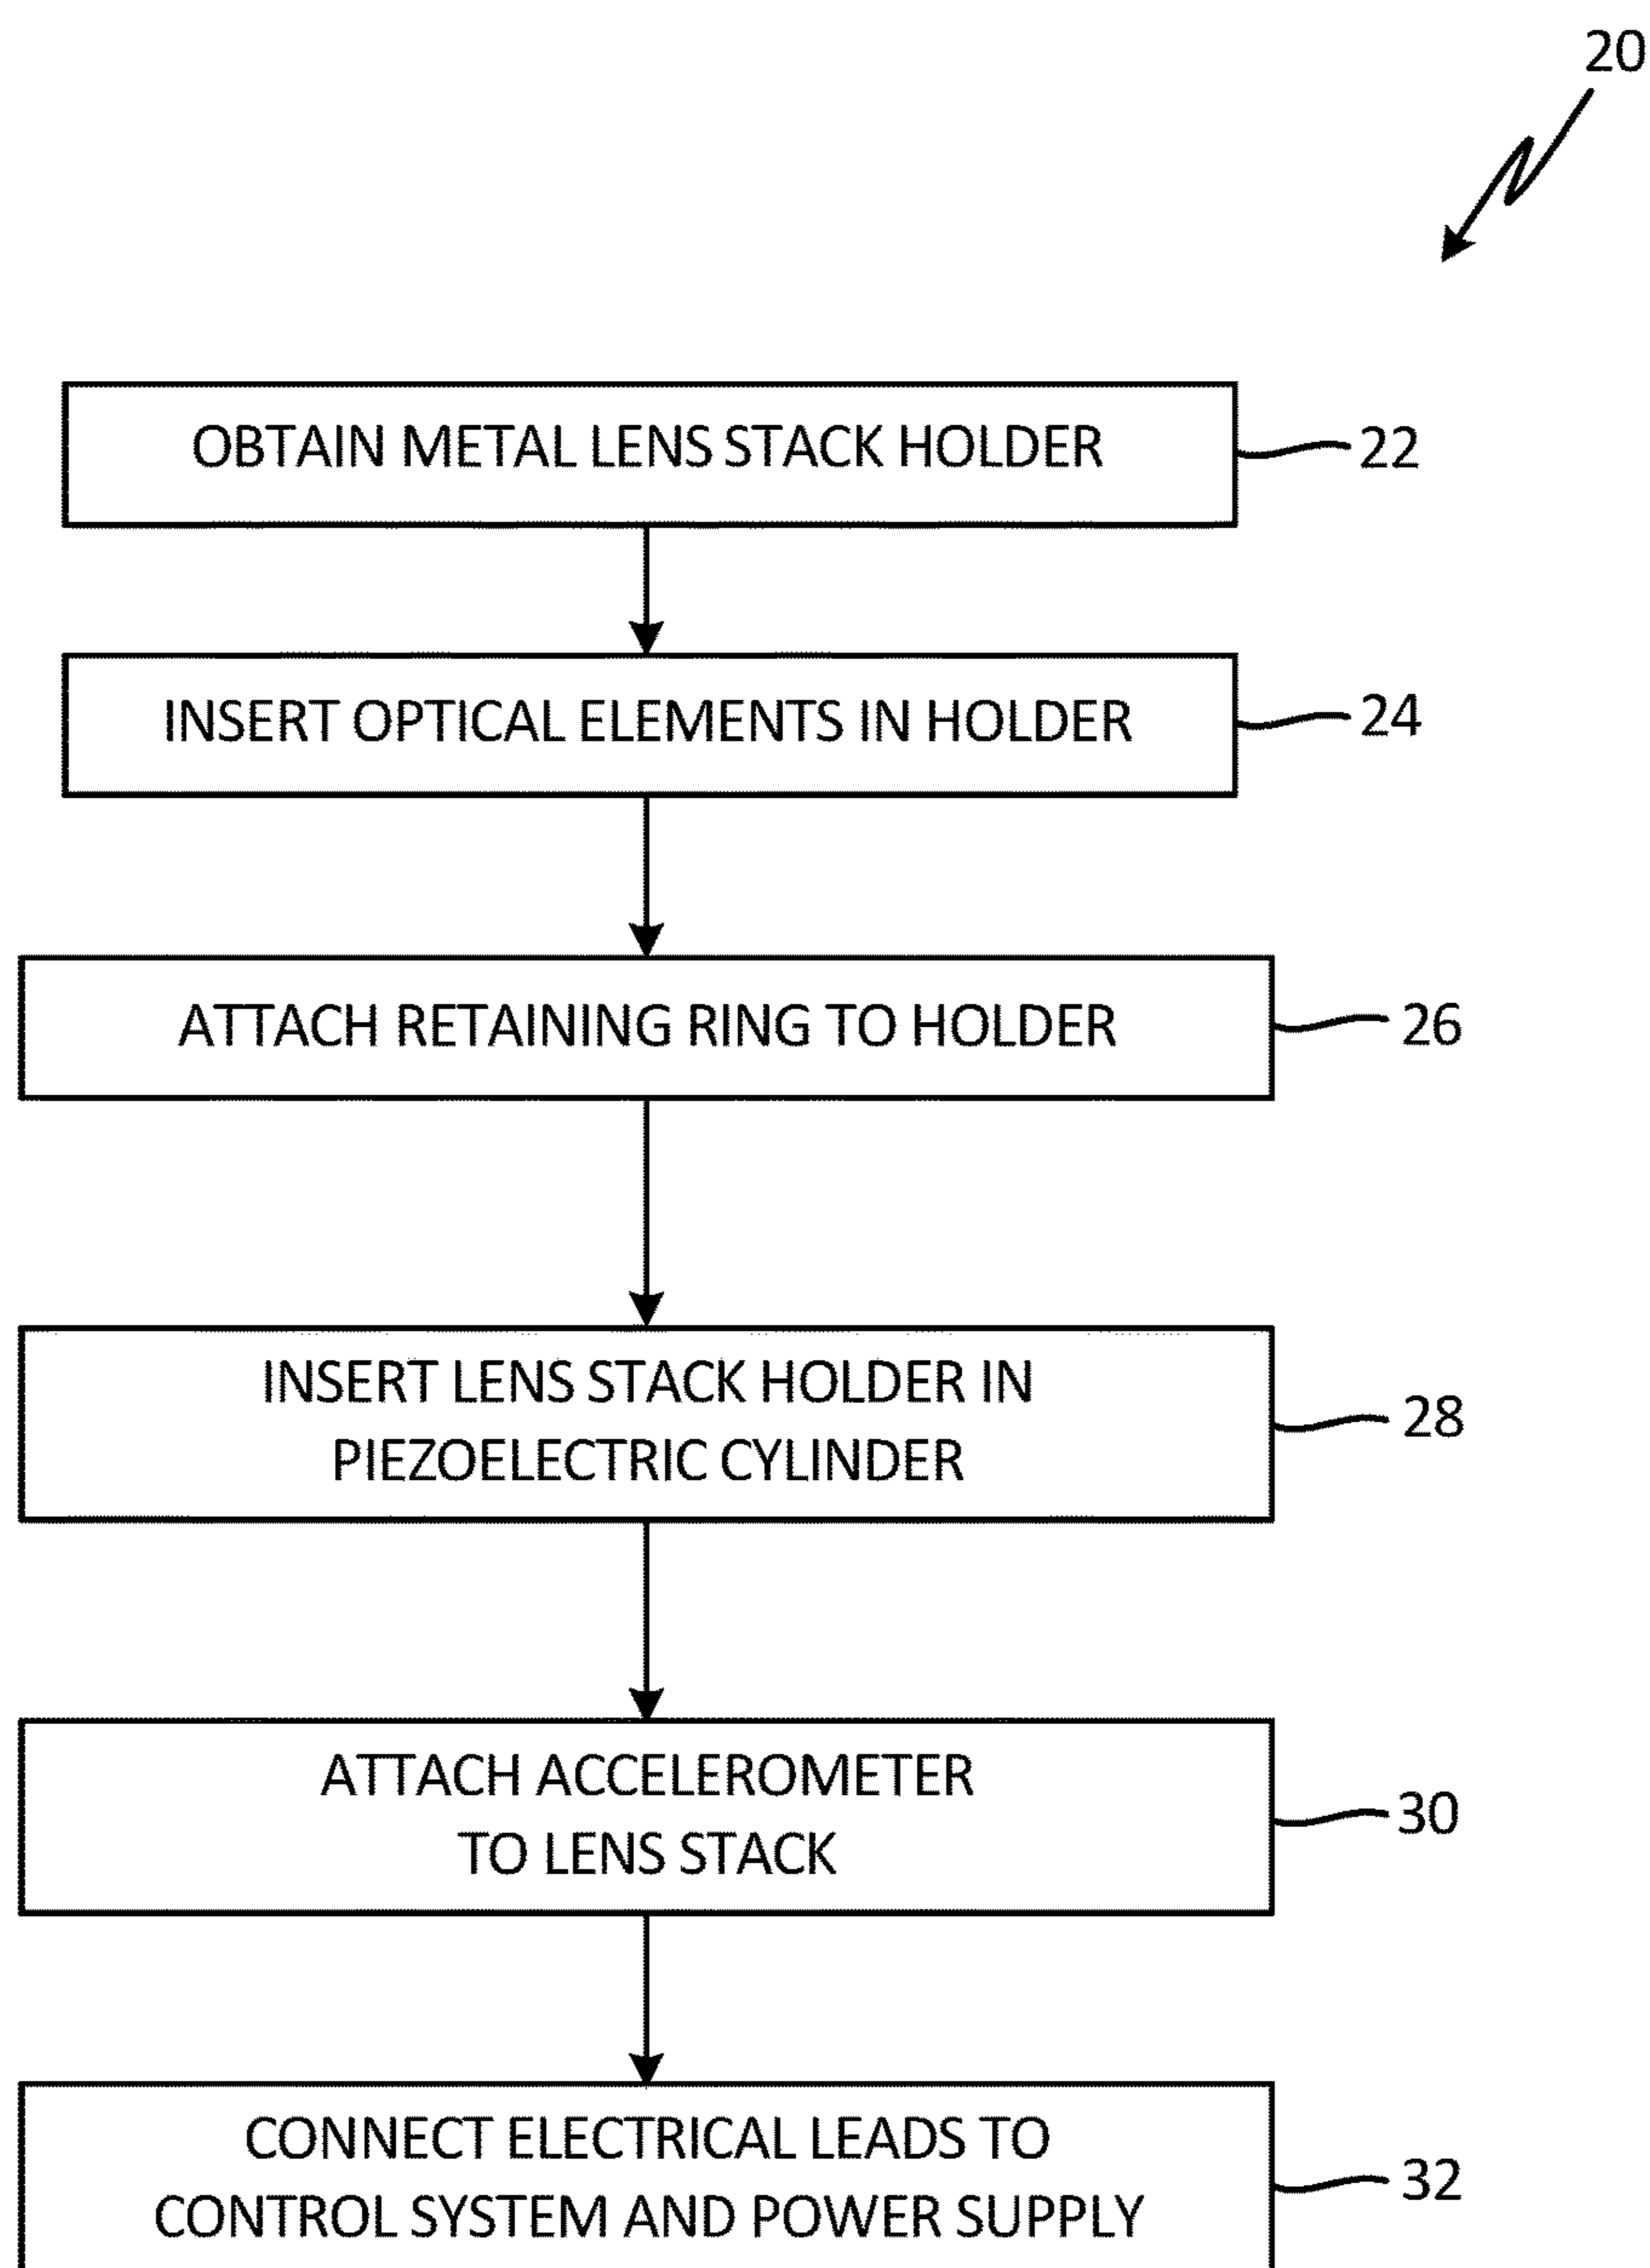 20
OBTAIN METAL LENS STACK HOLDER
22
INSERT OPTICAL ELEMENTS IN HOLDER
24
ATTACH RETAINING RING TO HOLDER
26
INSERT LENS STACK HOLDER IN
PIEZOELECTRIC CYLINDER
28
ATTACH ACCELEROMETER
TO LENS STACK
30
CONNECT ELECTRICAL LEADS TO
CONTROL SYSTEM AND POWER SUPPLY
32